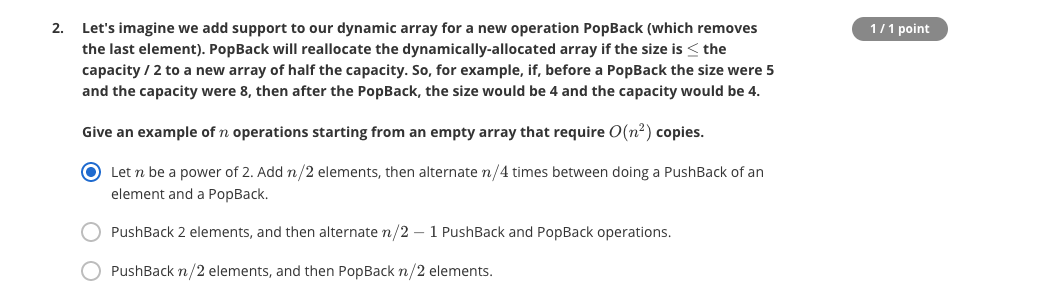 2. Let's imagine we add support to our dynamic array for a new operation PopBack (which removes
1 / 1 point
the last element). PopBack will reallocate the dynamically-allocated array if the size is ≤ the
capacity / 2 to a new array of half the capacity. So, for example, if, before a PopBack the size were 5
and the capacity were 8, then after the PopBack, the size would be 4 and the capacity would be 4.
Give an example of n operations starting from an empty array that require O(n²) copies.
Let n be a power of 2. Add n/2 elements, then alternate n/4 times between doing a PushBack of an
element and a PopBack.
PushBack 2 elements, and then alternate n/2 − 1 PushBack and PopBack operations.
PushBack n/2 elements, and then PopBack n/2 elements.